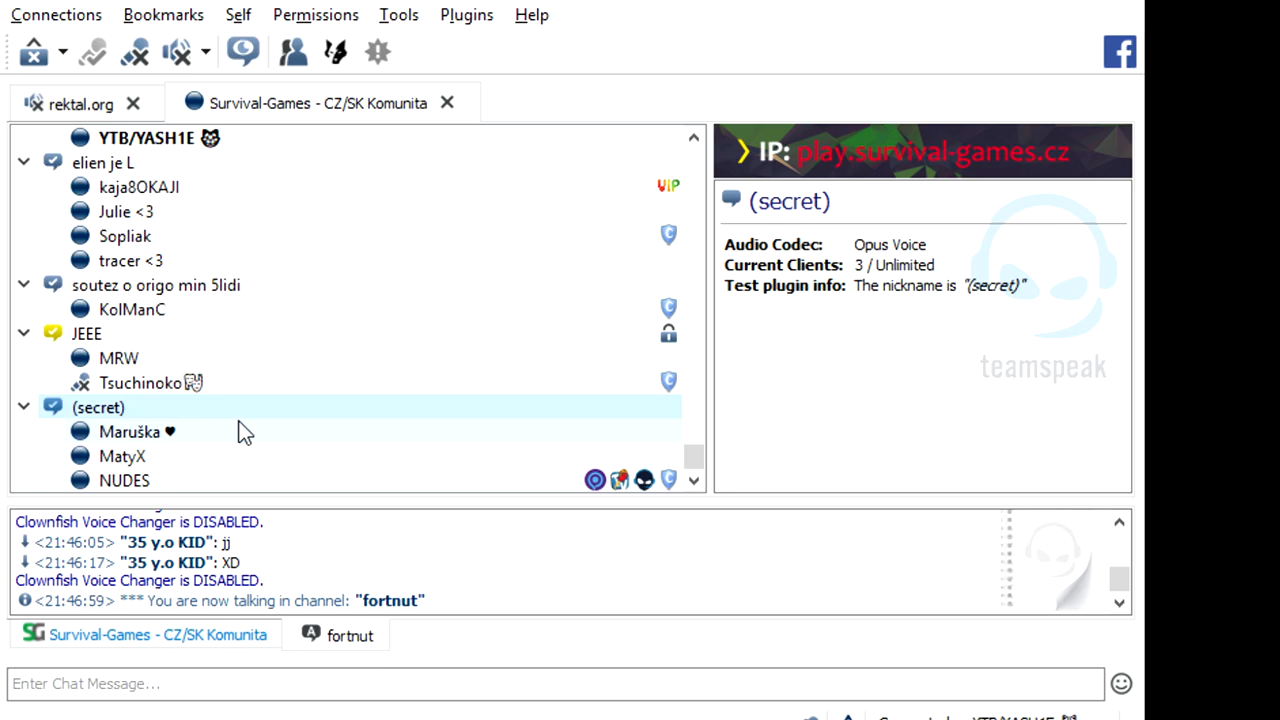 Connections Bookmarks Self Permissions Tools Plugins Help
rektal.org
Survival-Games - CZ/SK Komunita
YTB/YASH1E
elien je L
kaja8OKAJI
VIP
Julie <3
Sopliak
tracer <3
soutez o origo min 5lidi
KolManC
JEEE
MRW
Tsuchinoko
(secret)
Maruška ♥
MatyX
NUDES
IP: play.survival-games.cz
(secret)
Audio Codec: Opus Voice
Current Clients: 3 / Unlimited
Test plugin info: The nickname is "(secret)"
teamspeak
Clownfish Voice Changer is DISABLED.
<21:46:05> "35 y.o KID": jj
<21:46:17> "35 y.o KID": XD
Clownfish Voice Changer is DISABLED.
<21:46:59> *** You are now talking in channel: "fortnut"
SG Survival-Games - CZ/SK Komunita
fortnut
Enter Chat Message...